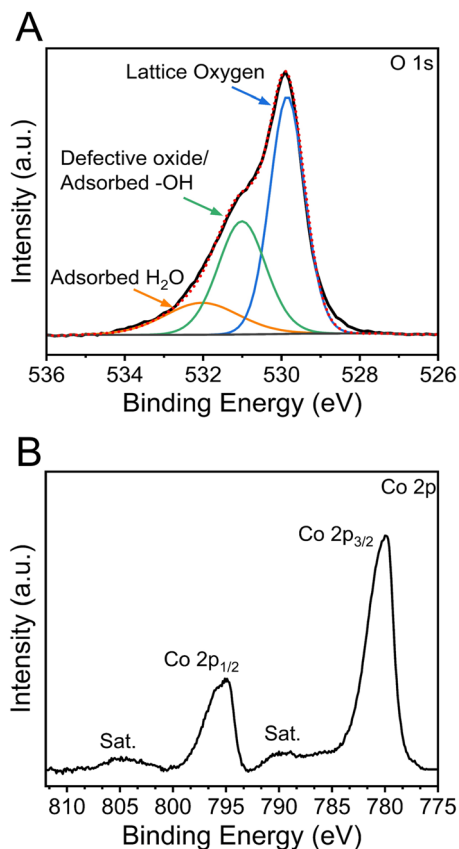 A
O 1s
Lattice Oxygen
Defective oxide/
Adsorbed -OH
Adsorbed H₂O
Intensity (a.u.)
536 534 532 530 528 526
Binding Energy (eV)
B
Co 2p
Co 2p₃/₂
Co 2p₁/₂
Sat.
Sat.
Intensity (a.u.)
810 805 800 795 790 785 780 775
Binding Energy (eV)